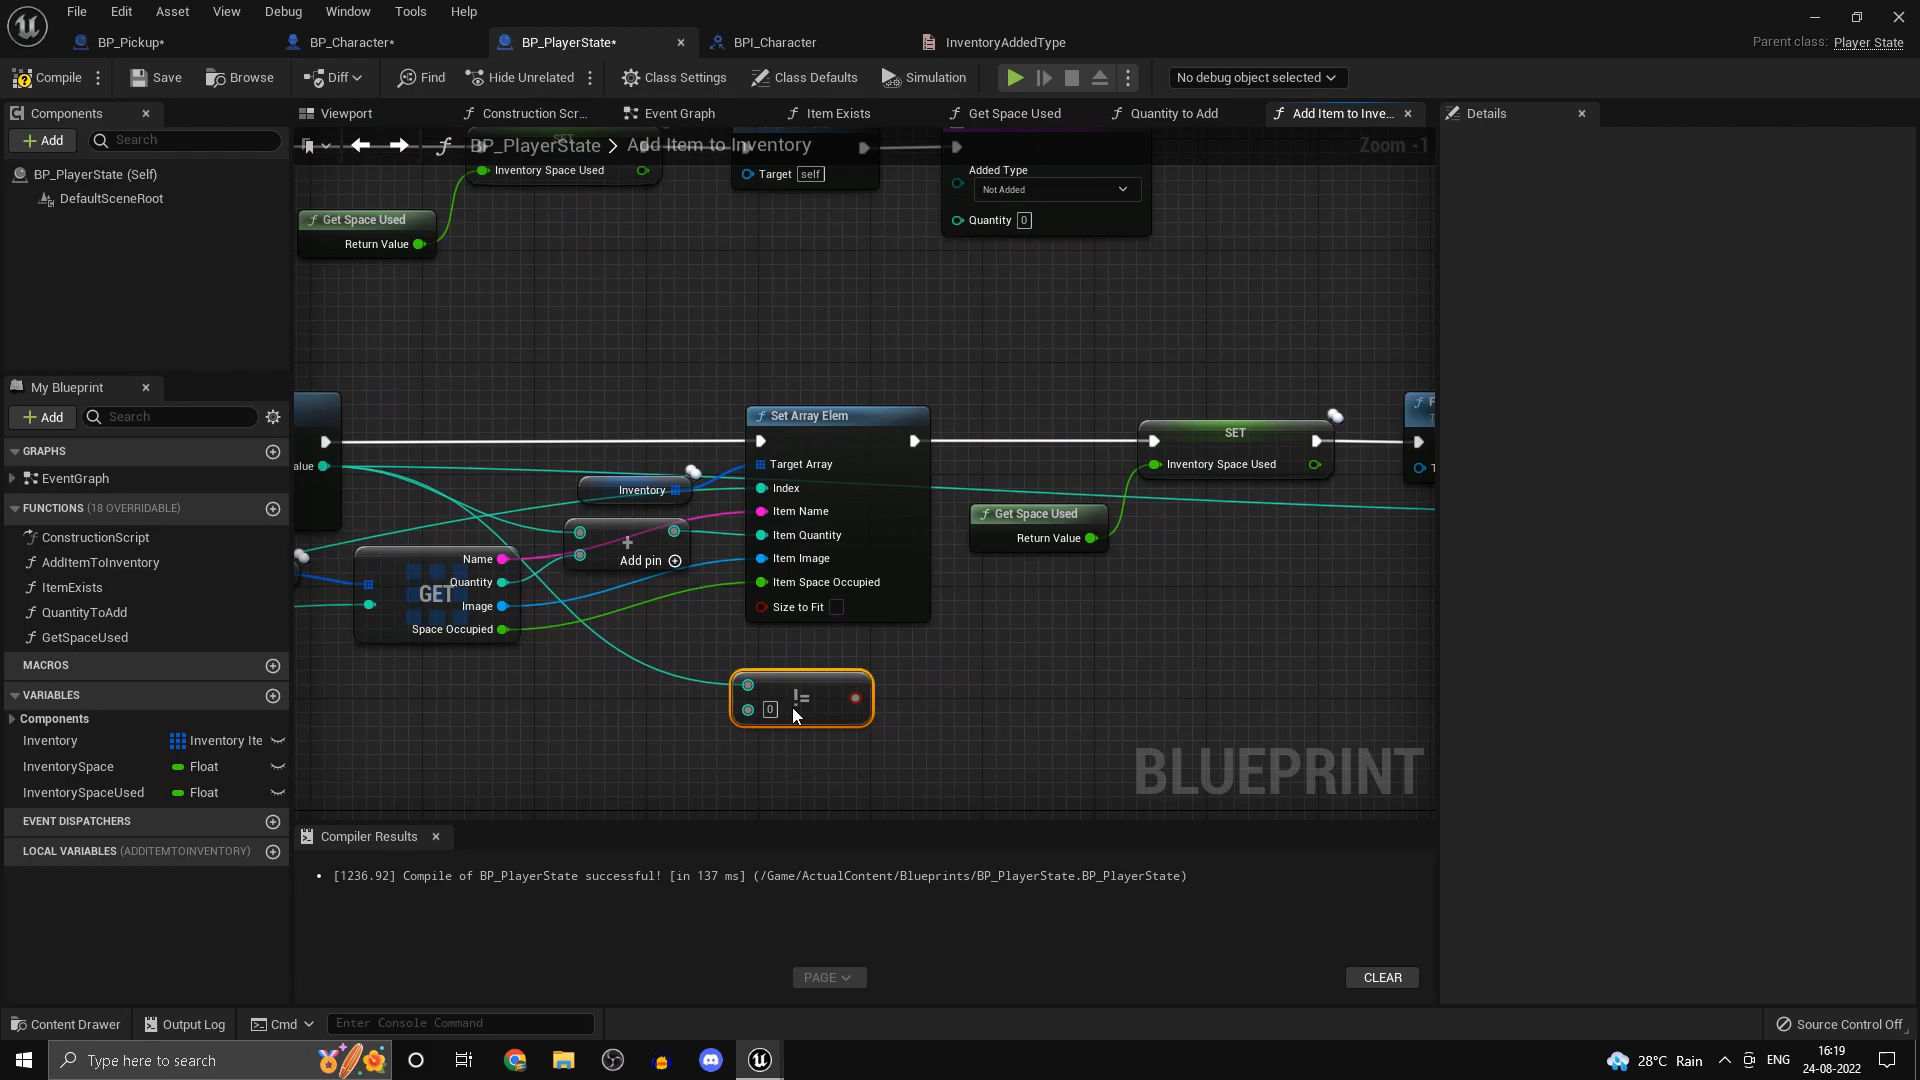 File Edit Asset View Debug Window Tools Help
BP_Pickup* BP_Character* BP_PlayerState* BPI_Character InventoryAddedType Parent class: Player State
Compile Save Browse Diff Find Hide Unrelated Class Settings Class Defaults Simulation No debug object selected
Components
Add Search
BP_PlayerState (Self)
DefaultSceneRoot
Viewport Construction Scr... Event Graph Item Exists Get Space Used Quantity to Add Add Item to Inve... Details
BP_PlayerState > Add Item to Inventory Zoom -1
SET
Inventory Space Used
Target self
Added Type
Not Added
Quantity 0
Get Space Used
Return Value
My Blueprint
Add Search
GRAPHS
EventGraph
FUNCTIONS (18 OVERRIDABLE)
ConstructionScript
AddItemToInventory
ItemExists
QuantityToAdd
GetSpaceUsed
MACROS
VARIABLES
Components
Inventory Inventory Ite
InventorySpace Float
InventorySpaceUsed Float
EVENT DISPATCHERS
LOCAL VARIABLES (ADDITEMTOINVENTORY)
alue
Inventory
Add pin
GET
Name
Quantity
Image
Space Occupied
Set Array Elem
Target Array
Index
Item Name
Item Quantity
Item Image
Item Space Occupied
Size to Fit
0 !=
Get Space Used
Return Value
SET
Inventory Space Used
F
T
BLUEPRINT
Compiler Results
[1236.92] Compile of BP_PlayerState successful! [in 137 ms] (/Game/ActualContent/Blueprints/BP_PlayerState.BP_PlayerState)
PAGE CLEAR
Content Drawer Output Log Cmd Enter Console Command Source Control Off
Type here to search 28°C Rain ENG 16:19
24-08-2022